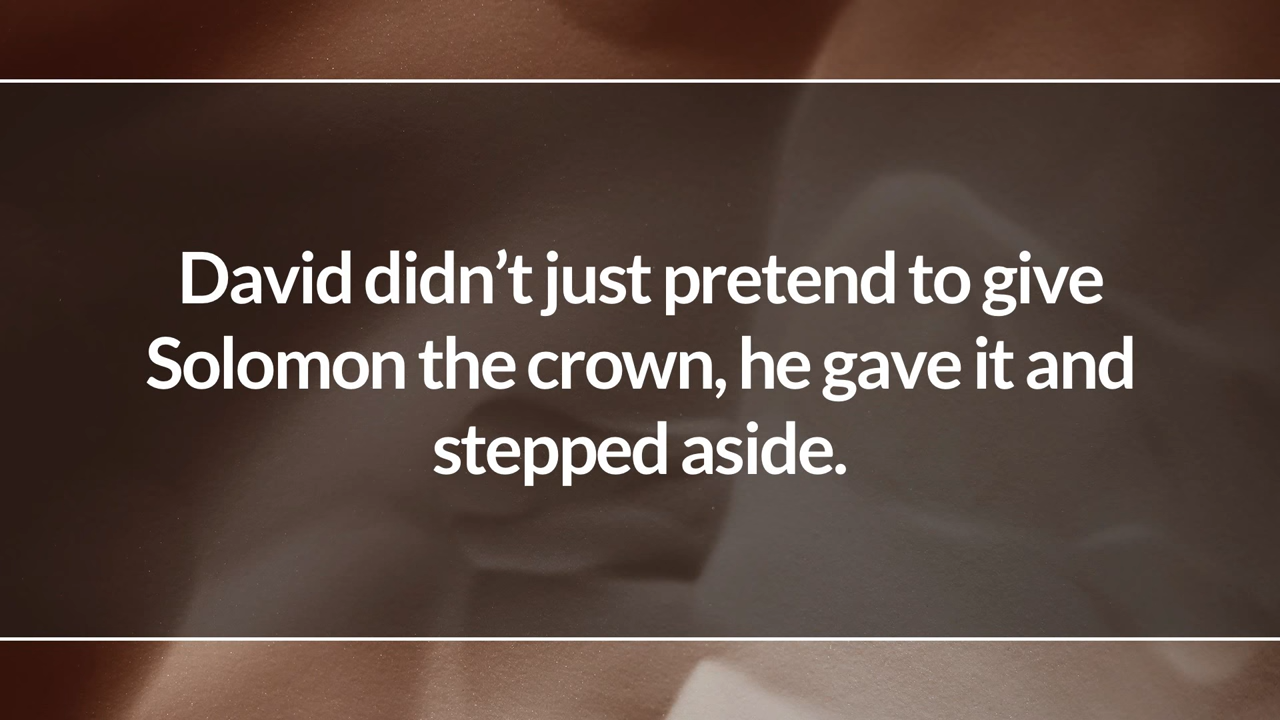 David didn’t just pretend to give
Solomon the crown, he gave it and
stepped aside.